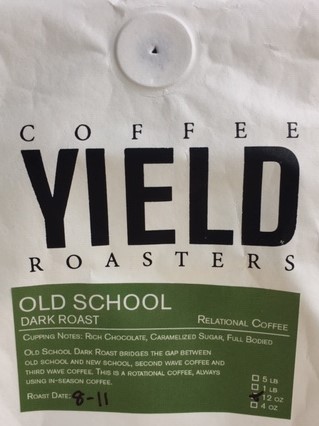 COFFEE
YIELD
ROASTERS
OLD SCHOOL
DARK ROAST
RELATIONAL COFFEE
CUPPING NOTES: RICH CHOCOLATE, CARAMELIZED SUGAR, FULL BODIED
OLD SCHOOL DARK ROAST BRIDGES THE GAP BETWEEN
OLD SCHOOL AND NEW SCHOOL, SECOND WAVE COFFEE AND
THIRD WAVE COFFEE. THIS IS A ROTATIONAL COFFEE, ALWAYS
USING IN-SEASON COFFEE.
ROAST DATE: 8-11
5 LB
1 LB
12 OZ
4 OZ